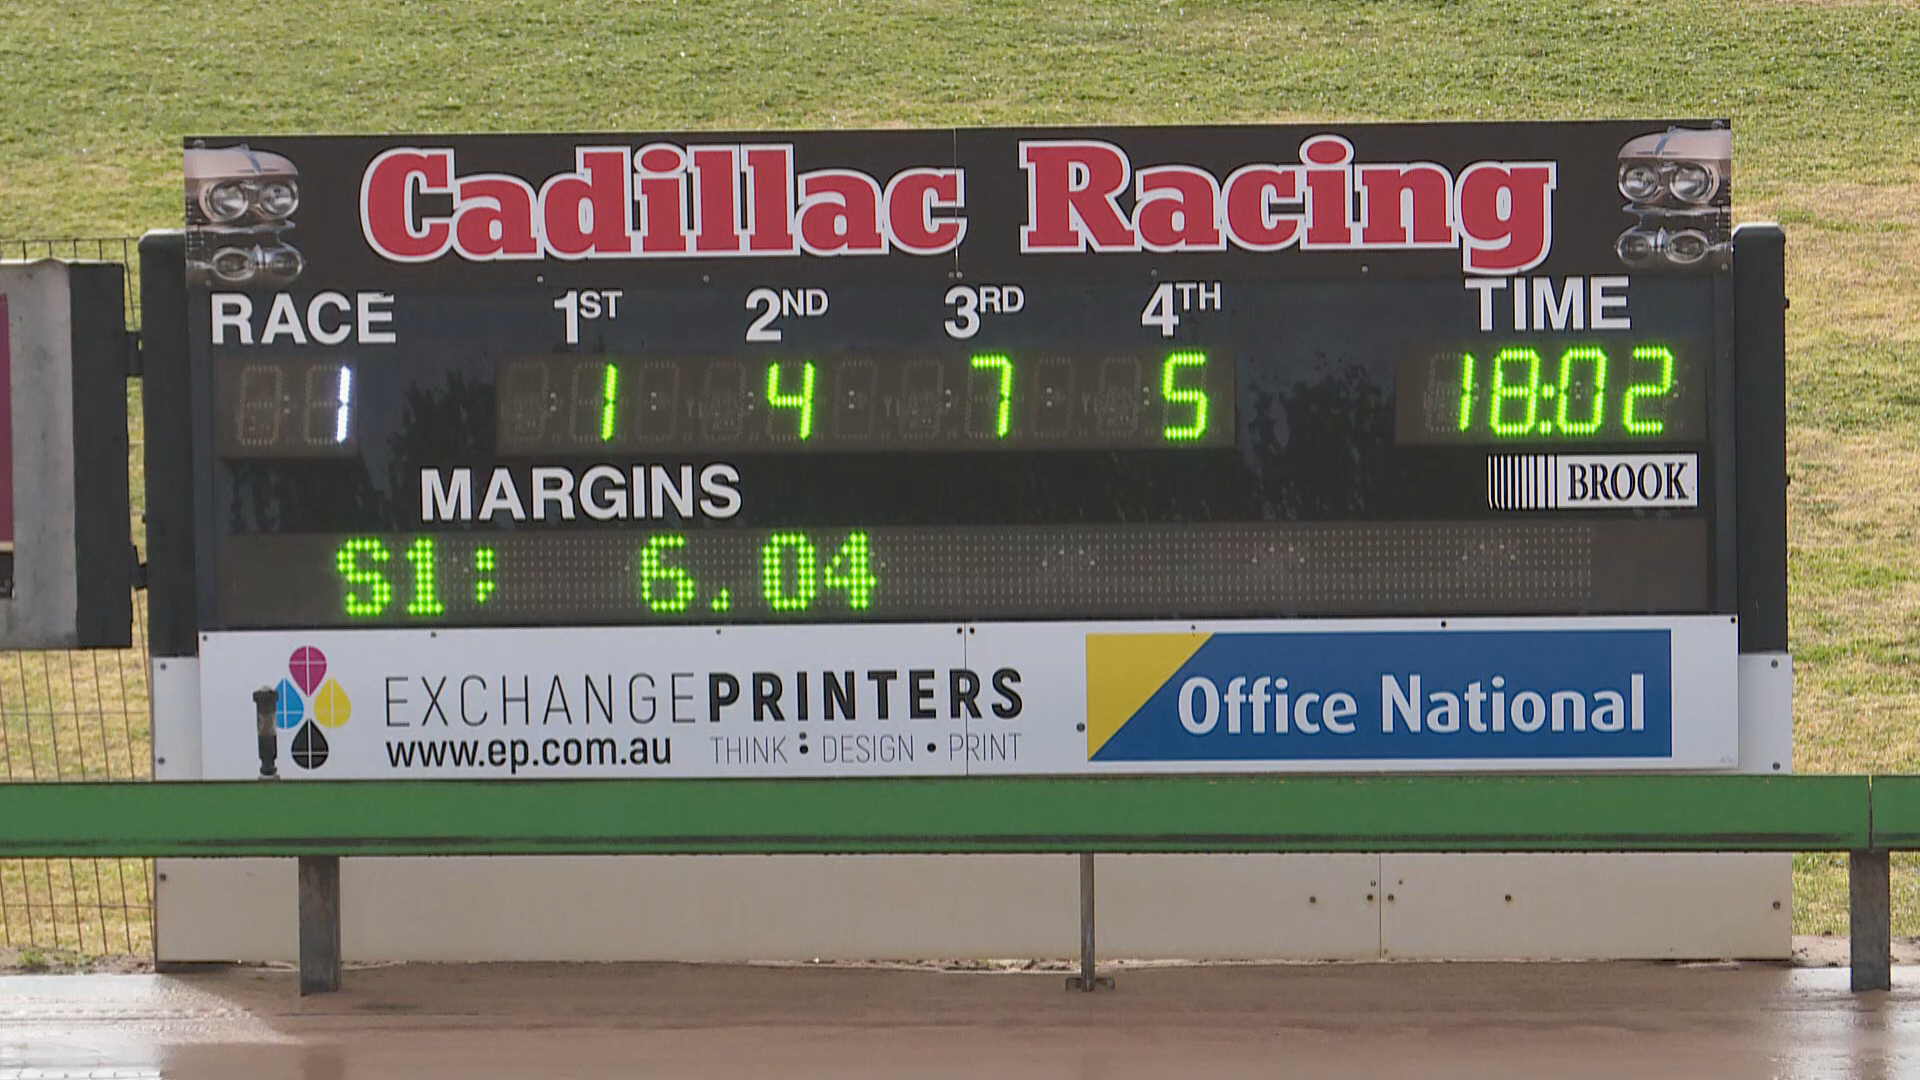 Cadillac Racing
RACE 1ST 2ND 3RD 4TH TIME
1 1 4 7 5 18:02
MARGINS
BROOK
S1: 6.04
EXCHANGEPRINTERS
www.ep.com.au THINK : DESIGN • PRINT
Office National